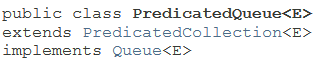 public class PredicatedQueue<E>
extends PredicatedCollection<E>
implements Queue<E>